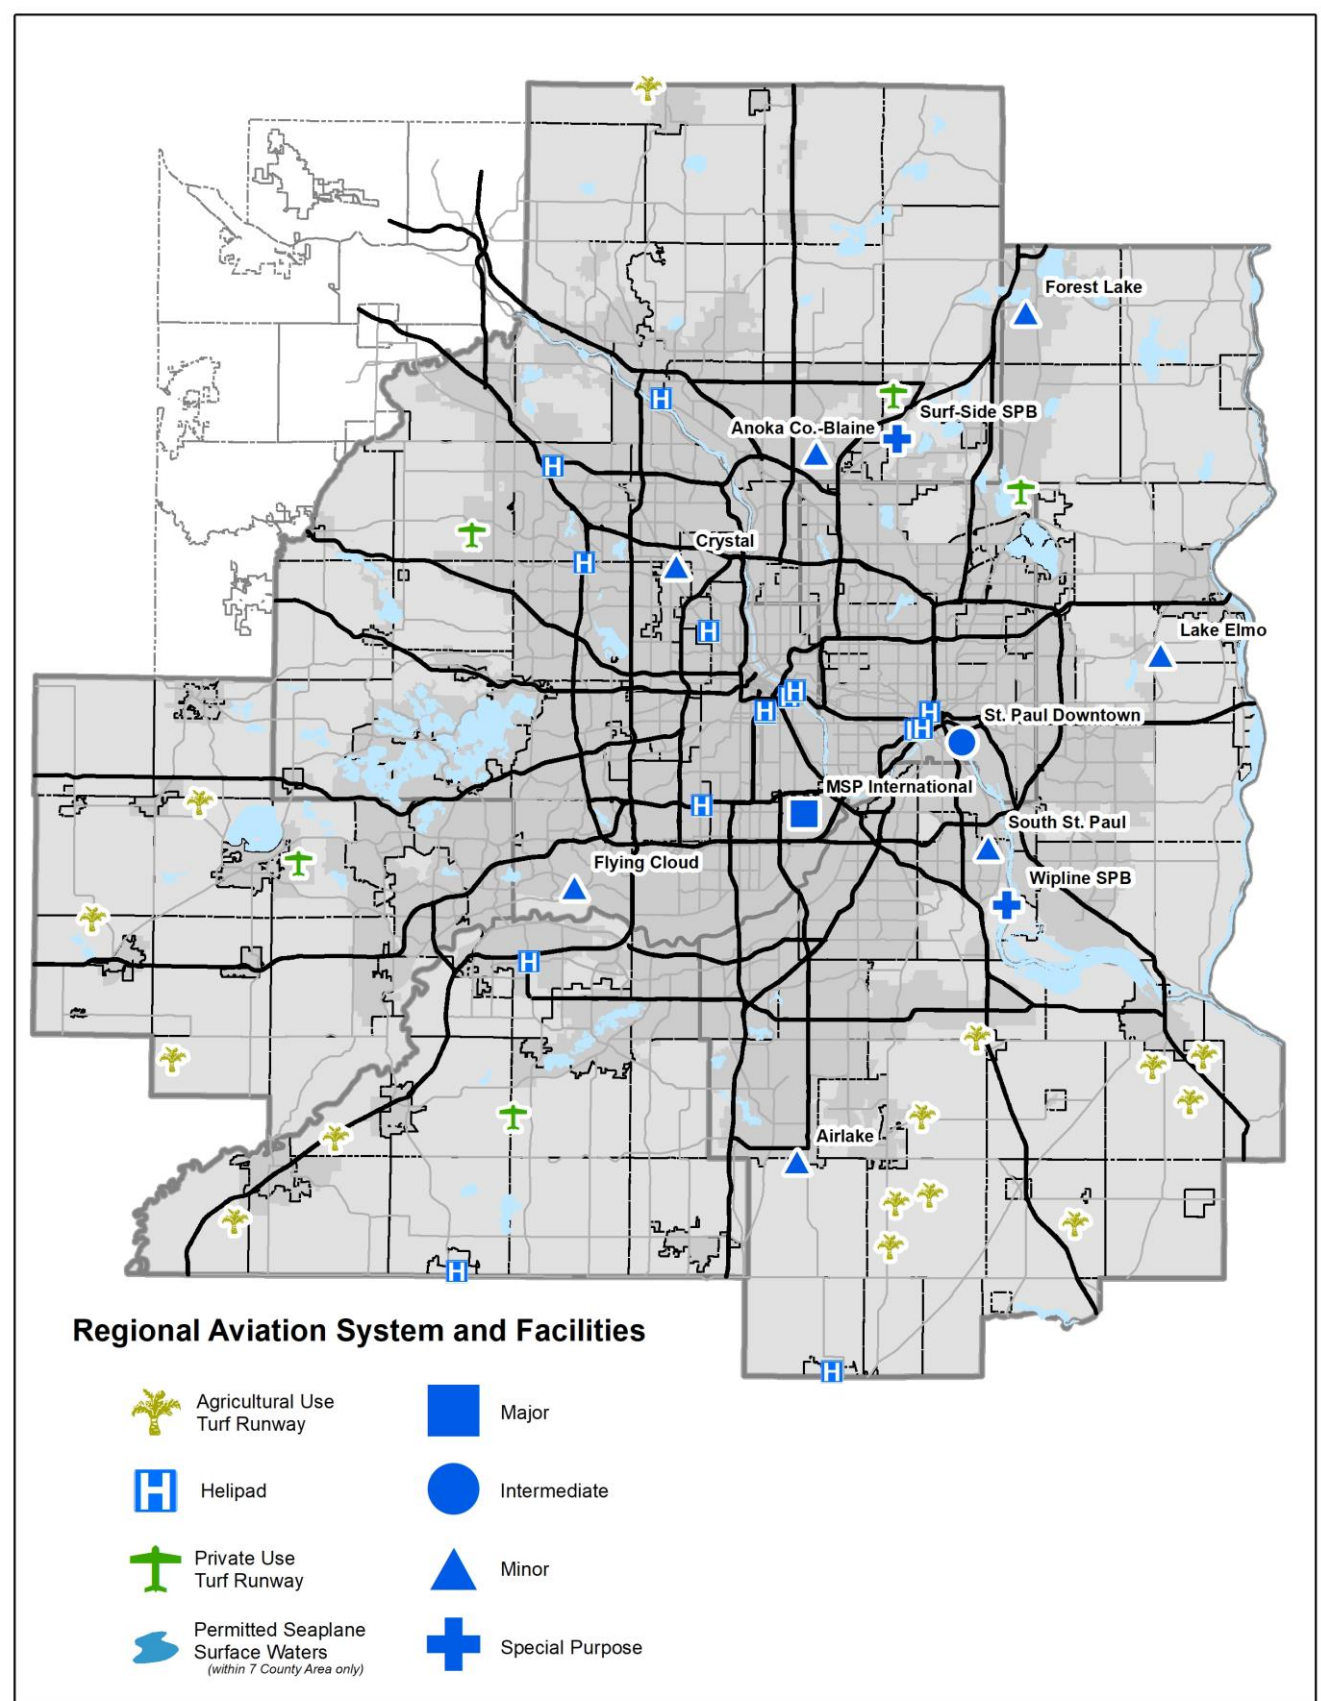 Forest Lake
Surf-Side SPB
Anoka Co.-Blaine
Crystal
Lake Elmo
St. Paul Downtown
MSP International
South St. Paul
Flying Cloud
Wipline SPB
Airlake
H
H
H
H
H
H
H
H
H
H
H
H
H
Regional Aviation System and Facilities
Agricultural Use
Turf Runway
Major
H Helipad
Intermediate
Private Use
Turf Runway
Minor
Permitted Seaplane
Surface Waters
(within 7 County Area only)
Special Purpose